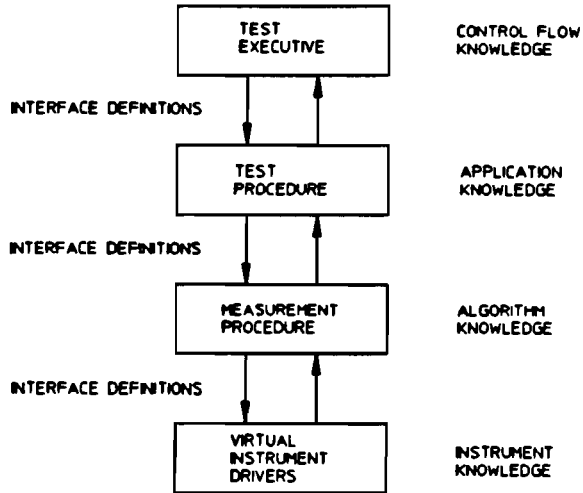 TEST
EXECUTIVE
CONTROL FLOW
KNOWLEDGE
INTERFACE DEFINITIONS
TEST
PROCEDURE
APPLICATION
KNOWLEDGE
INTERFACE DEFINITIONS
MEASUREMENT
PROCEDURE
ALGORITHM
KNOWLEDGE
INTERFACE DEFINITIONS
VIRTUAL
INSTRUMENT
DRIVERS
INSTRUMENT
KNOWLEDGE